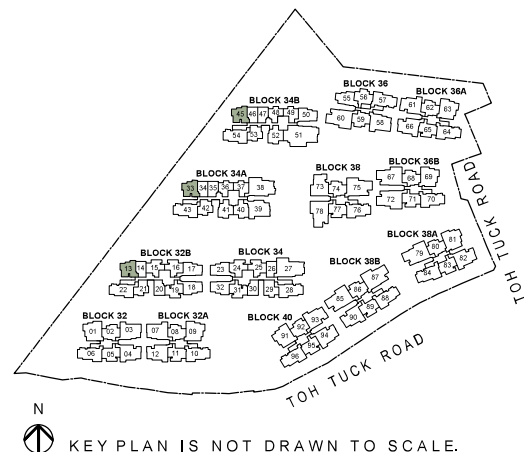 BLOCK 36
55 56 57
60 59 58
BLOCK 36A
61 62 63
66 65 64
BLOCK 34B
45 46 47 48 49 50
54 53 52 51
BLOCK 34A
33 34 35 36 37 38
43 42 41 40 39
BLOCK 38
73 74 75
78 77 76
BLOCK 36B
67 68 69
72 71 70
TOH TUCK ROAD
BLOCK 32B
13 14 15 16 17
22 21 20 19 18
BLOCK 34
23 24 25 26 27
32 31 30 29 28
BLOCK 38B
85 86 87
90 89 88
BLOCK 38A
79 80 81
84 83 82
TOH TUCK ROAD
BLOCK 32
01 02 03
06 05 04
BLOCK 32A
07 08 09
12 11 10
BLOCK 40
91 92 93
96 95 94
TOH TUCK ROAD
N
KEY PLAN IS NOT DRAWN TO SCALE.